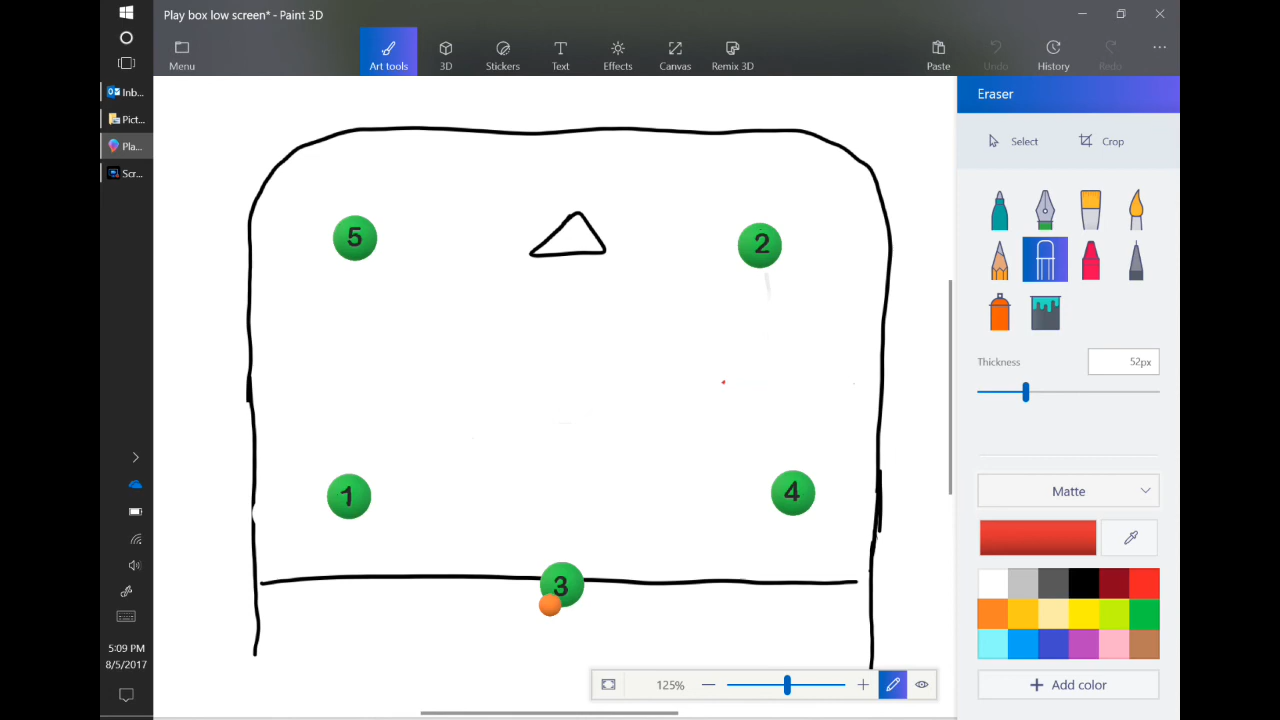 Play box low screen* - Paint 3D
Menu
Art tools
3D
Stickers
Text
Effects
Canvas
Remix 3D
Paste
Undo
History
Redo
Inb...
Pict...
Pla...
Scr...
Eraser
Select
Crop
Thickness
52px
Matte
Add color
5
2
1
4
3
125%
5:09 PM
8/5/2017